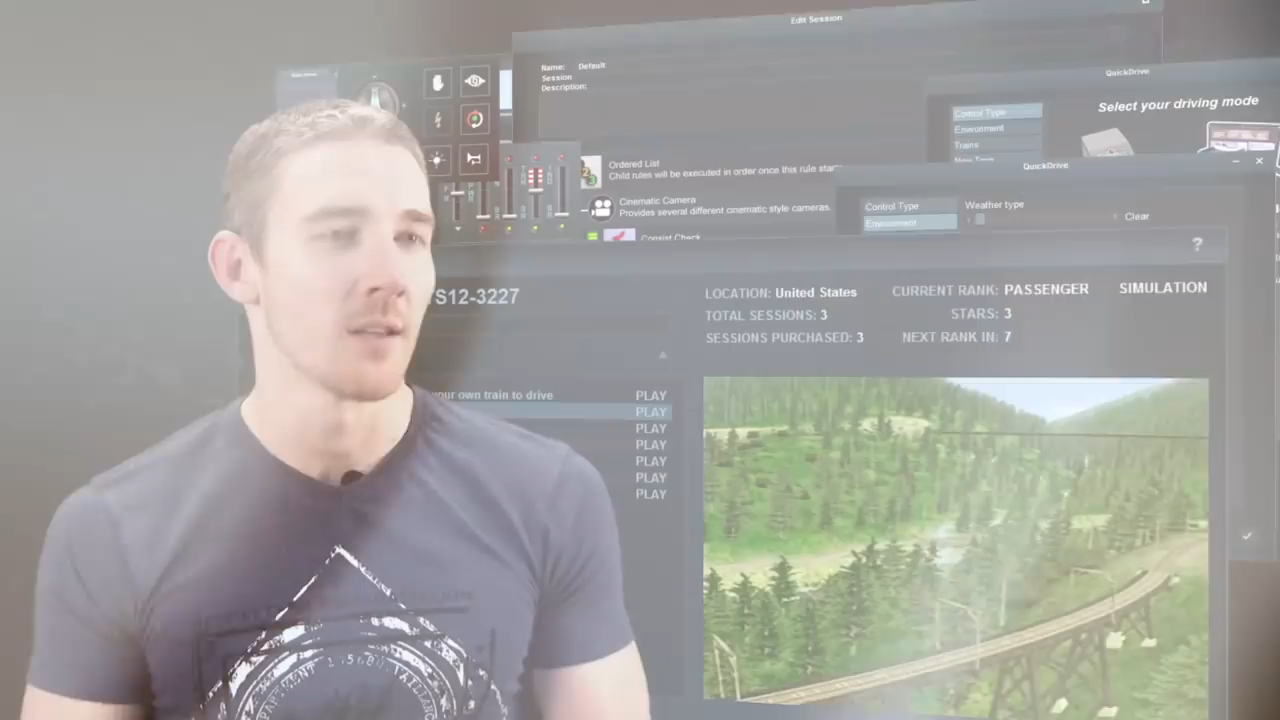 Edit Session
Name: Default
Session
Description:
Ordered List
Child rules will be executed in order once this rule star
Cinematic Camera
Provides several different cinematic style cameras.
Consist Check
QuickDrive
Select your driving mode
Control Type
Environment
Trains
QuickDrive
Control Type
Environment
Weather type
Clear
?
TS12-3227
LOCATION: United States
TOTAL SESSIONS: 3
SESSIONS PURCHASED: 3
CURRENT RANK: PASSENGER
STARS: 3
NEXT RANK IN: 7
SIMULATION
your own train to drive PLAY
PLAY
PLAY
PLAY
PLAY
PLAY
PLAY